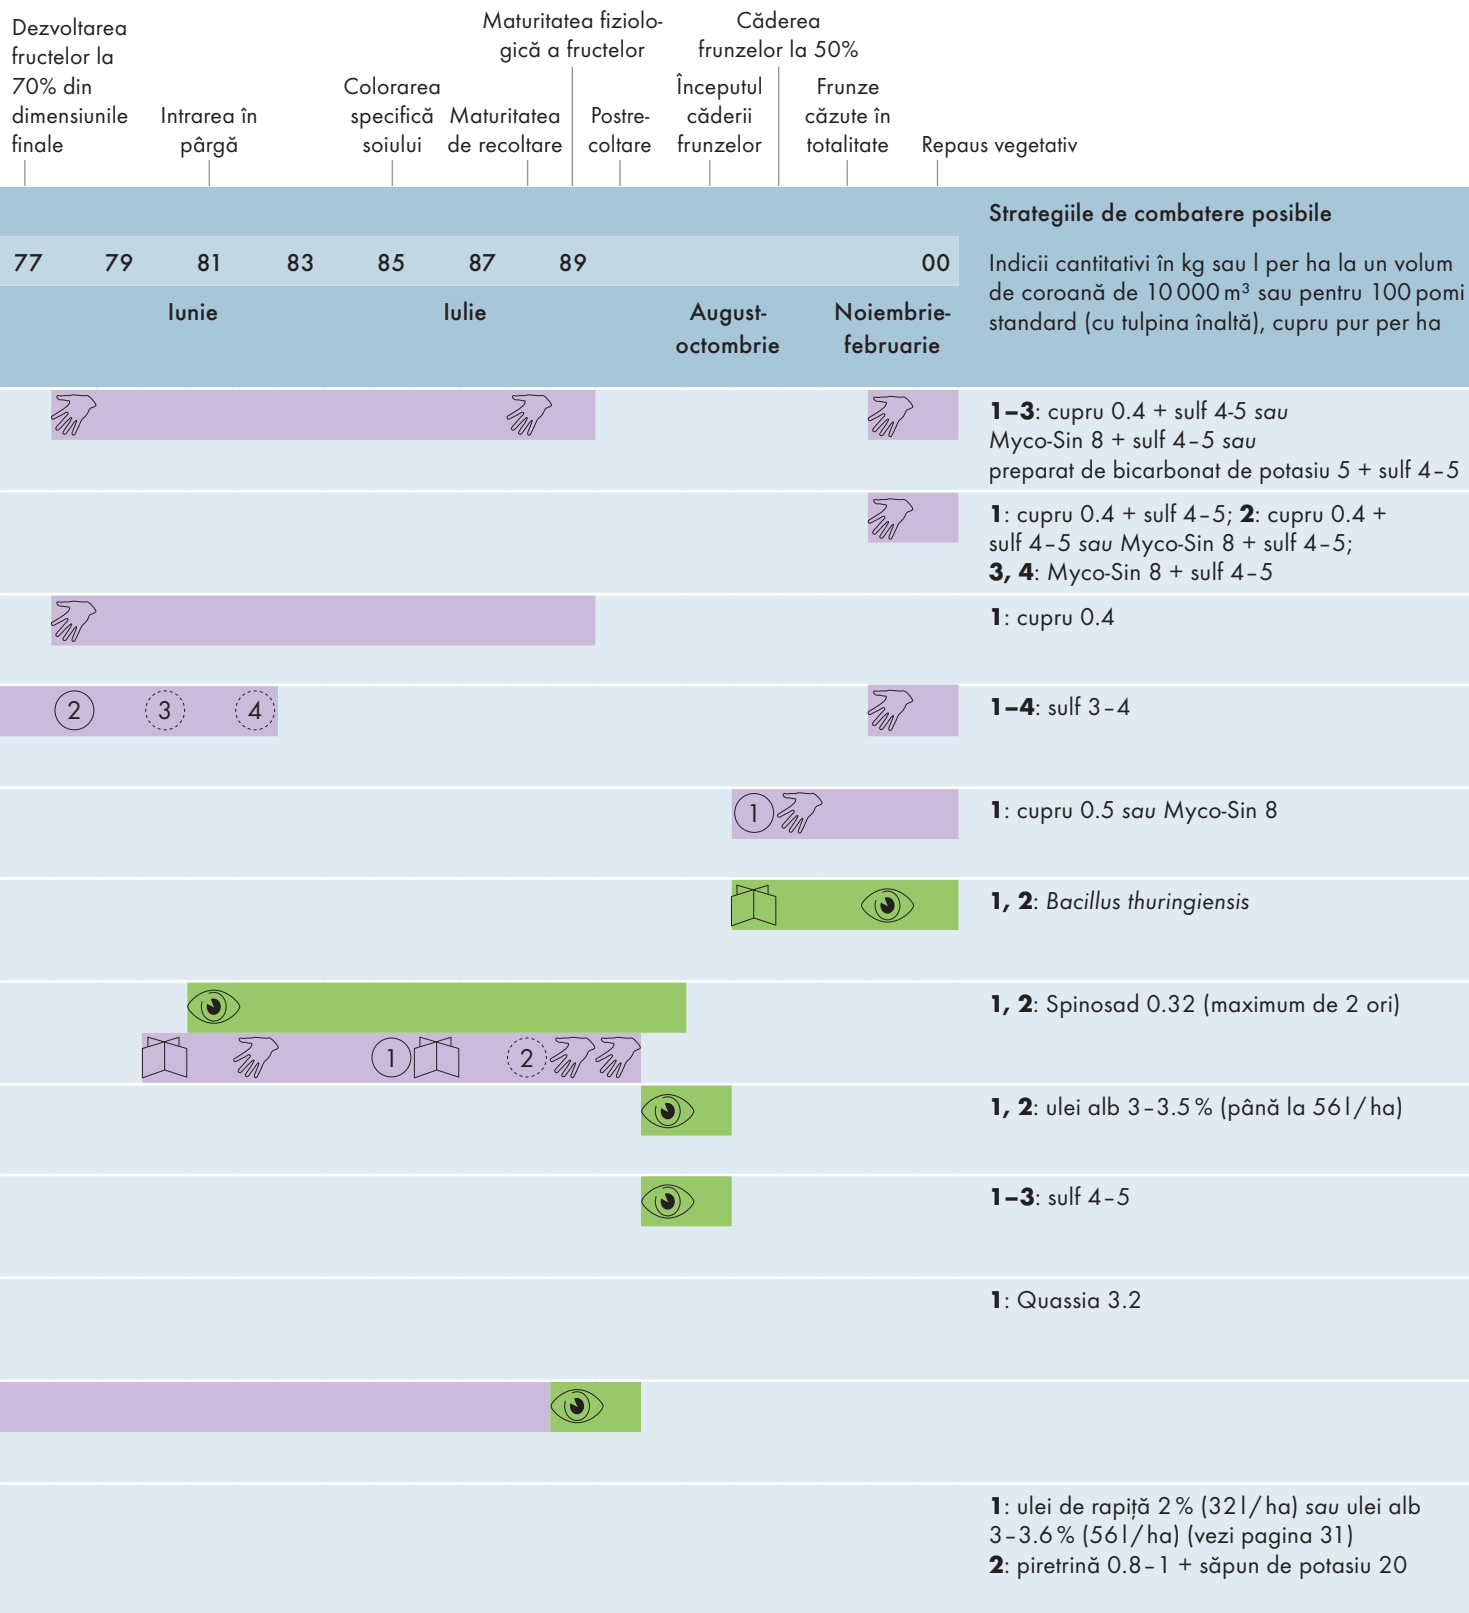 Dezvoltarea
fructelor la
70% din
dimensiunile
finale
Intrarea în
pârgă
Colorarea
specifică
soiului
Maturitatea
de recoltare
Maturitatea fiziolo-
gică a fructelor
Postre-
coltare
Începutul
căderii
frunzelor
Căderea
frunzelor la 50%
Frunze
căzute în
totalitate
Repaus vegetativ
77 79 81 83 85 87 89 00
Iunie
Iulie
August-
octombrie
Noiembrie-
februarie
Strategiile de combatere posibile
Indicii cantitativi în kg sau l per ha la un volum
de coroană de 10 000 m³ sau pentru 100 pomi
standard (cu tulpina înaltă), cupru pur per ha
1–3: cupru 0.4 + sulf 4-5 sau
Myco-Sin 8 + sulf 4–5 sau
preparat de bicarbonat de potasiu 5 + sulf 4–5
1: cupru 0.4 + sulf 4–5; 2: cupru 0.4 +
sulf 4–5 sau Myco-Sin 8 + sulf 4–5;
3, 4: Myco-Sin 8 + sulf 4–5
1: cupru 0.4
2 3 4
1–4: sulf 3–4
1
1: cupru 0.5 sau Myco-Sin 8
1, 2: Bacillus thuringiensis
1, 2: Spinosad 0.32 (maximum de 2 ori)
1 2
1, 2: ulei alb 3–3.5 % (până la 56 l / ha)
1–3: sulf 4–5
1: Quassia 3.2
1: ulei de rapiță 2 % (32 l / ha) sau ulei alb
3–3.6 % (56 l / ha) (vezi pagina 31)
2: piretrină 0.8–1 + săpun de potasiu 20